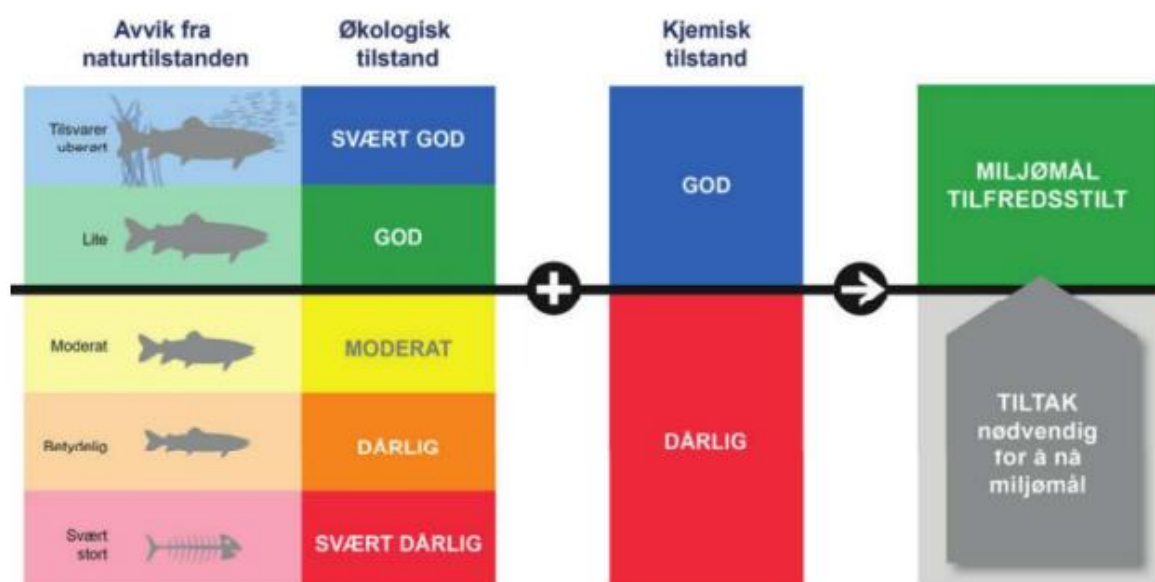 Avvik fra
naturtilstanden
Økologisk
tilstand
Kjemisk
tilstand
Tilsvarer
uberørt
SVÆRT GOD
Lite
GOD
GOD
MILJØMÅL
TILFREDSSTILT
Moderat
MODERAT
Betydelig
DÅRLIG
DÅRLIG
TILTAK
nødvendig
for å nå
miljømål
Svært
stort
SVÆRT DÅRLIG